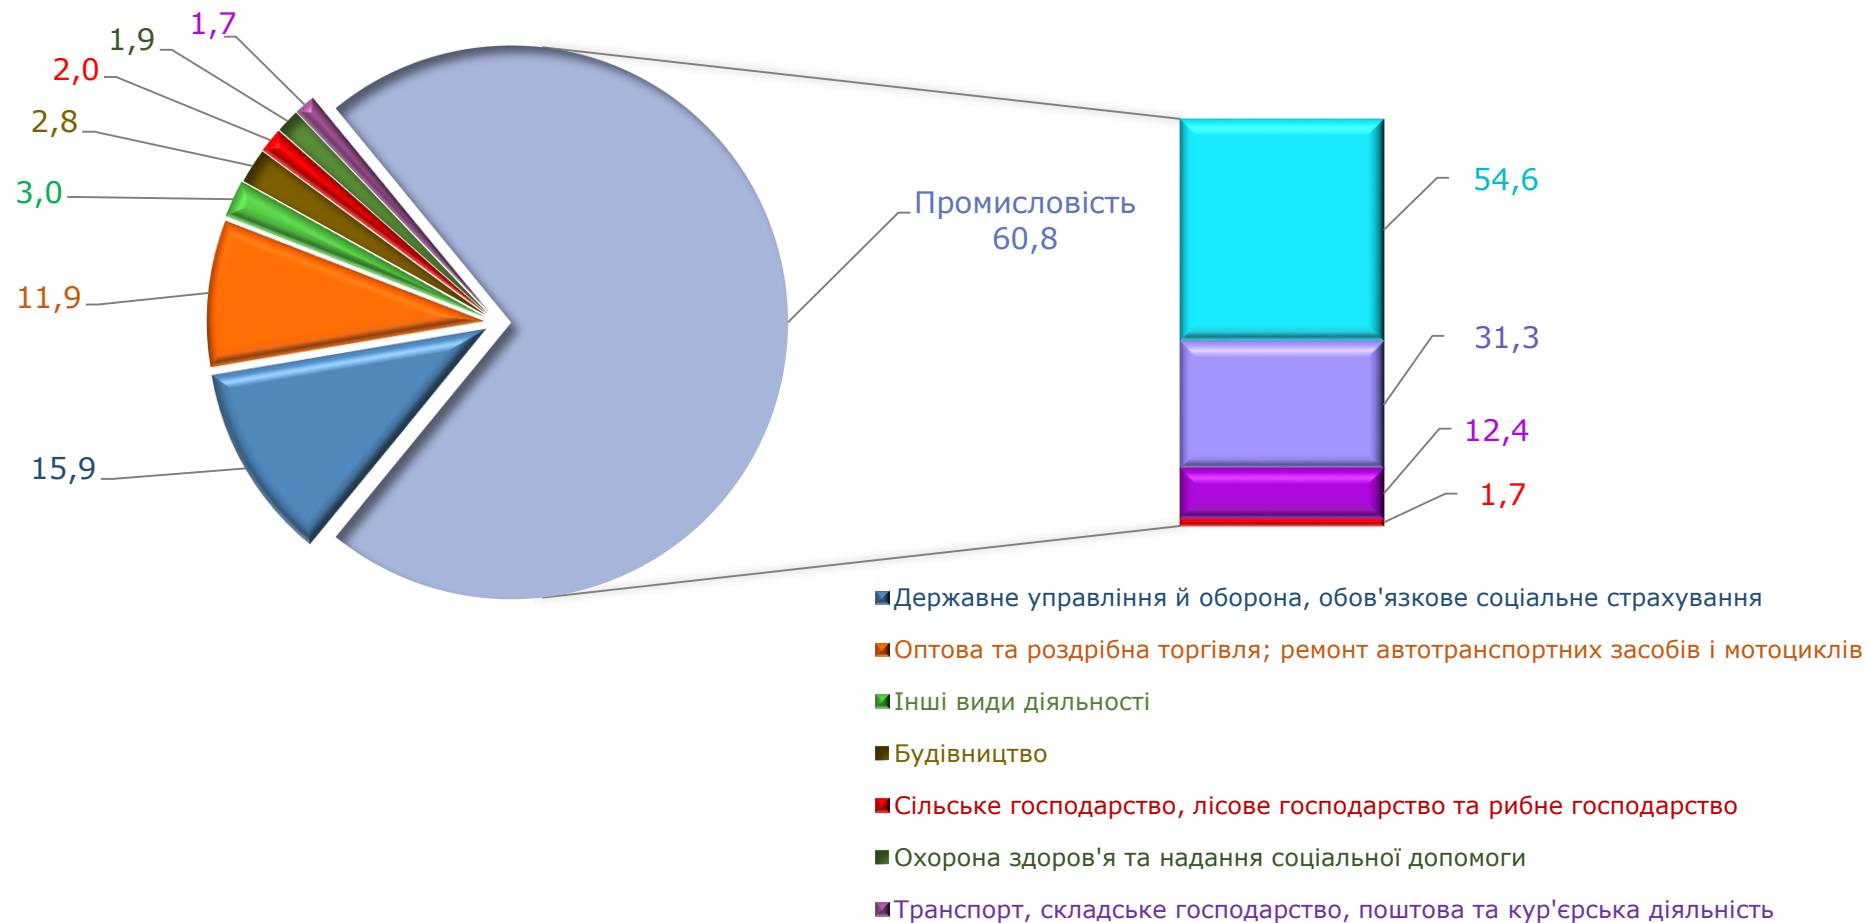 1,7
1,9
2,0
2,8
3,0
11,9
15,9
Промисловість
60,8
54,6
31,3
12,4
1,7
Державне управління й оборона, обов'язкове соціальне страхування
Оптова та роздрібна торгівля; ремонт автотранспортних засобів і мотоциклів
Інші види діяльності
Будівництво
Сільське господарство, лісове господарство та рибне господарство
Охорона здоров'я та надання соціальної допомоги
Транспорт, складське господарство, поштова та кур'єрська діяльність